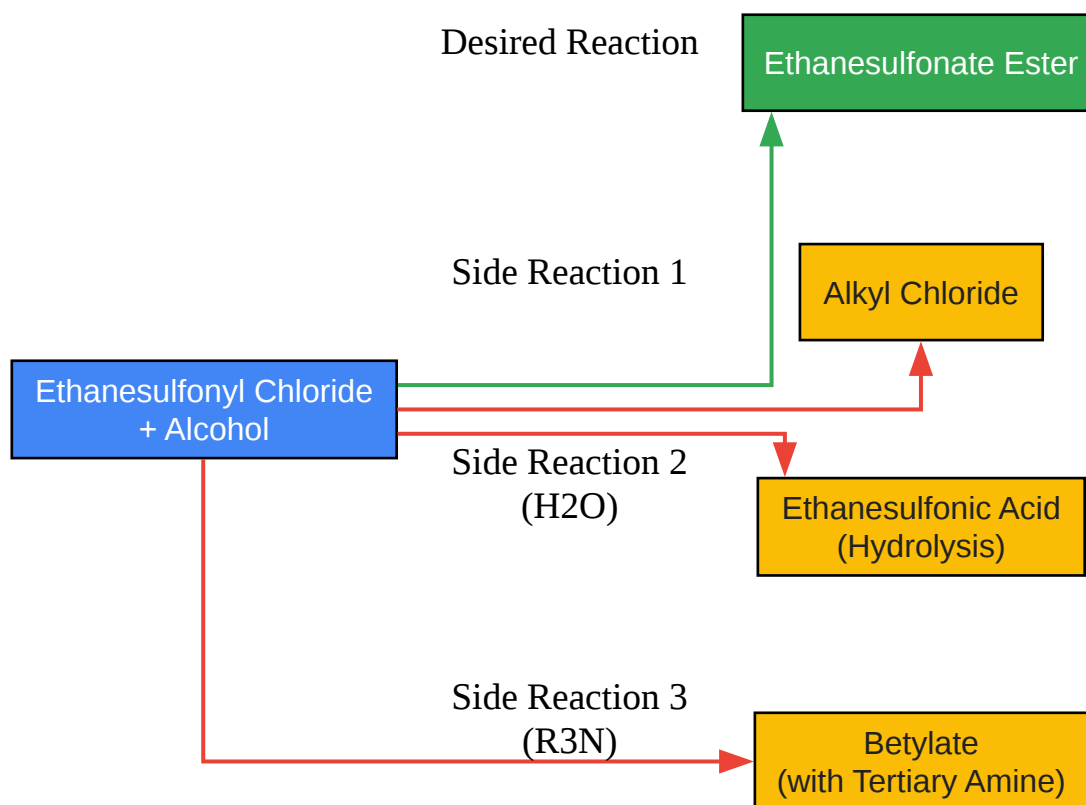 Desired Reaction
Ethanesulfonate Ester
Side Reaction 1
Alkyl Chloride
Ethanesulfonyl Chloride
+ Alcohol
Side Reaction 2
(H2O)
Ethanesulfonic Acid
(Hydrolysis)
Side Reaction 3
(R3N)
Betylate
(with Tertiary Amine)